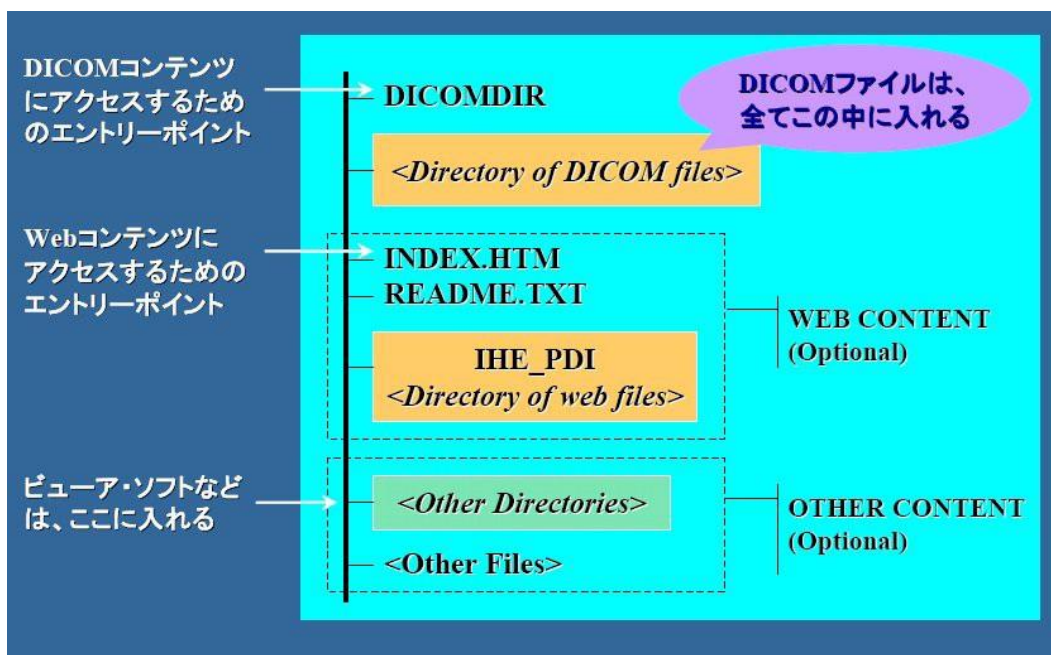 DICOMコンテンツ
にアクセスするため
のエントリーポイント
DICOMDIR
DICOMファイルは、
全てこの中に入れる
<Directory of DICOM files>
Webコンテンツに
アクセスするための
エントリーポイント
INDEX.HTM
README.TXT
IHE_PDI
<Directory of web files>
WEB CONTENT
(Optional)
ビューア・ソフトなど
は、ここに入れる
<Other Directories>
<Other Files>
OTHER CONTENT
(Optional)